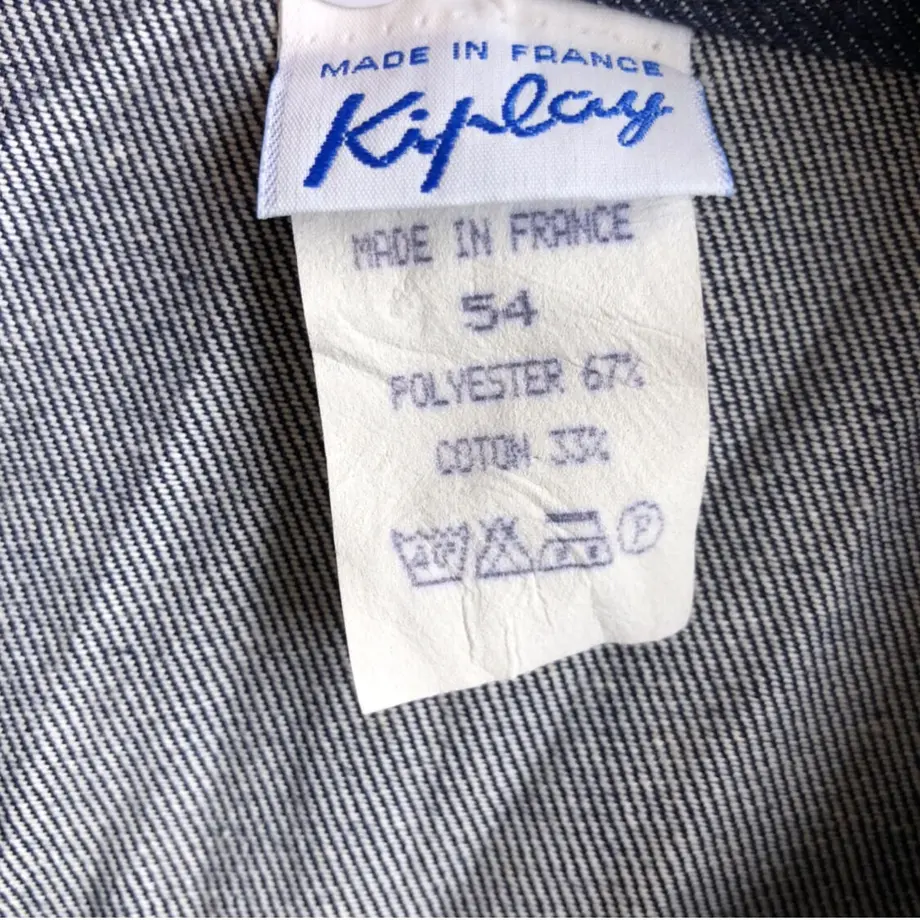 MADE IN FRANCE
Kiplay
MADE IN FRANCE
54
POLYESTER 67%
COTON 33%
P